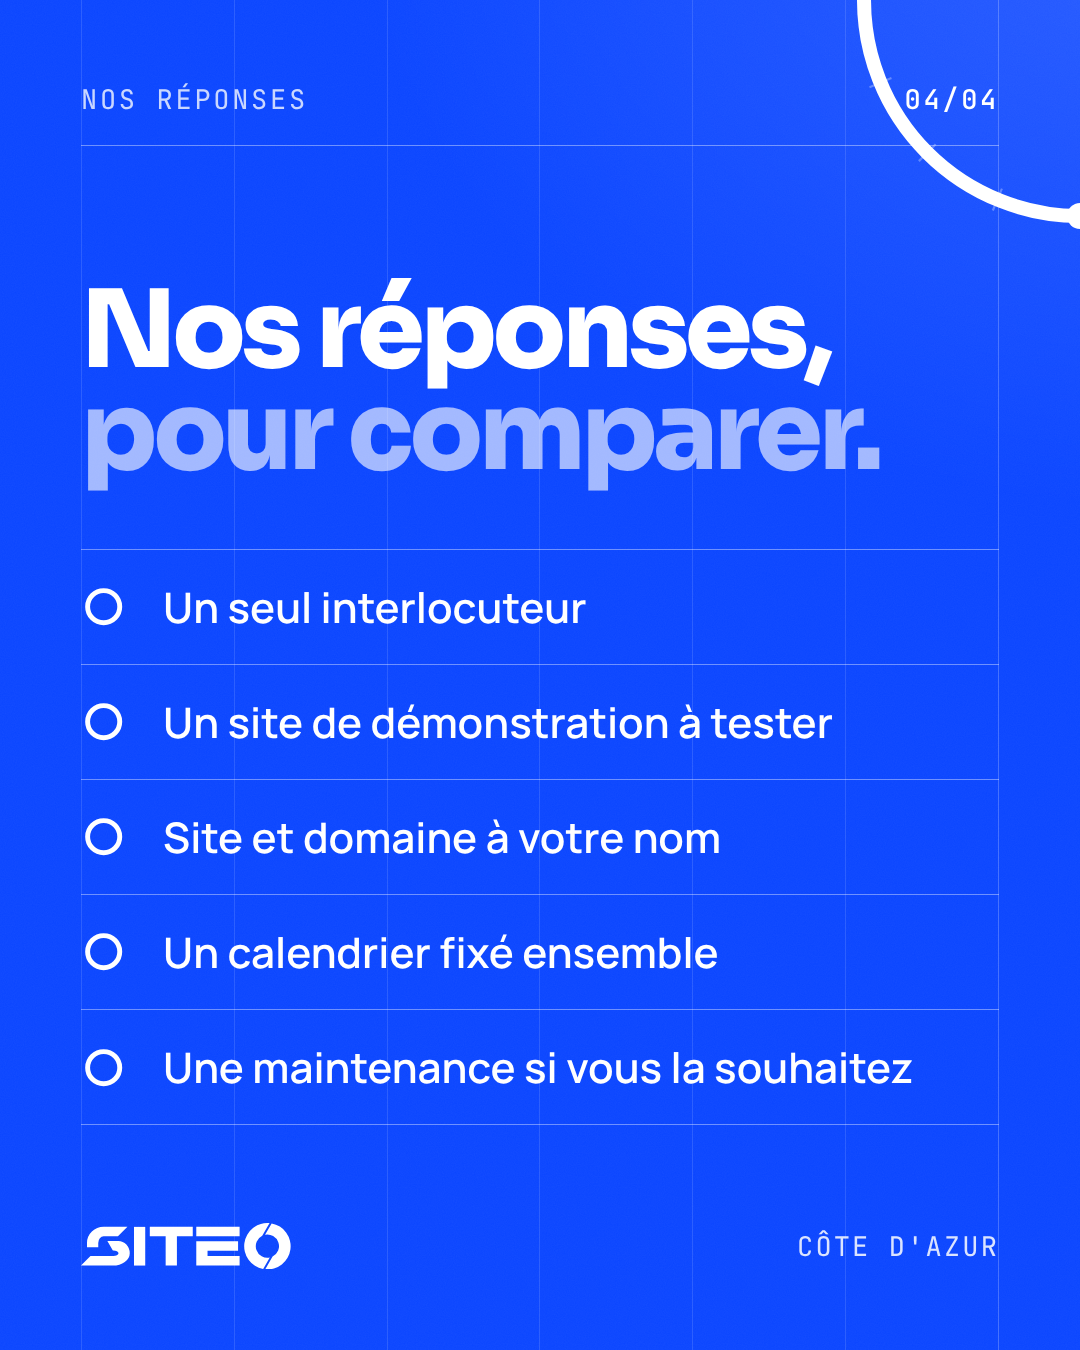 NOS RÉPONSES
04/04
Nos réponses,
pour comparer.
Un seul interlocuteur
Un site de démonstration à tester
Site et domaine à votre nom
Un calendrier fixé ensemble
Une maintenance si vous la souhaitez
SITEO
CÔTE D'AZUR